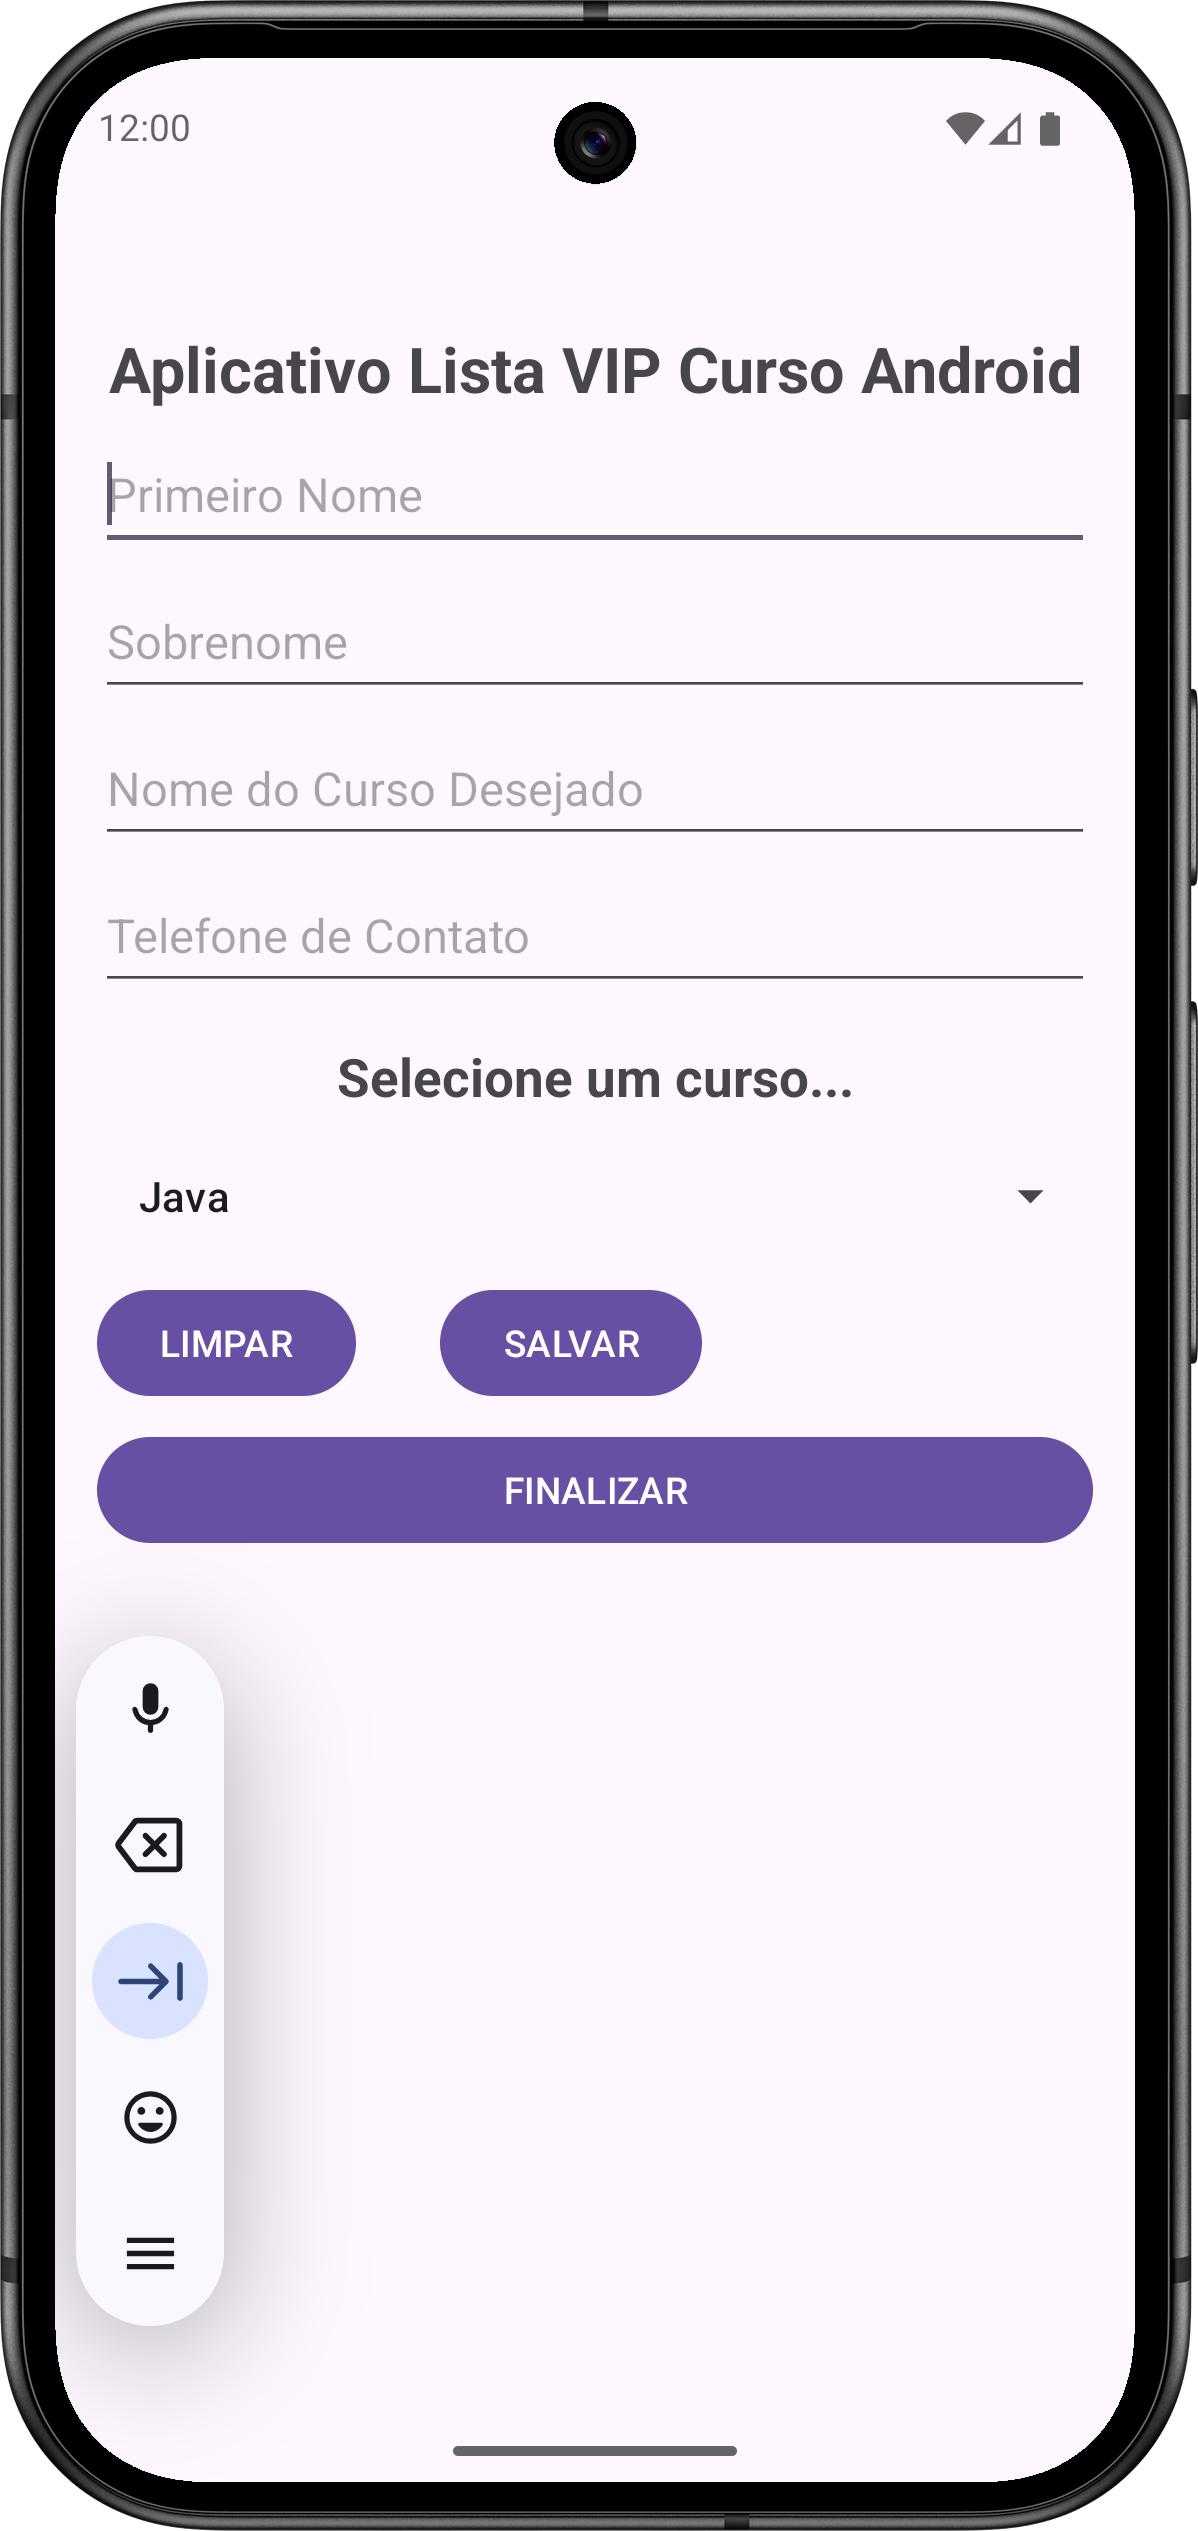 12:00
Aplicativo Lista VIP Curso Android
Primeiro Nome
Sobrenome
Nome do Curso Desejado
Telefone de Contato
Selecione um curso...
Java
LIMPAR
SALVAR
FINALIZAR